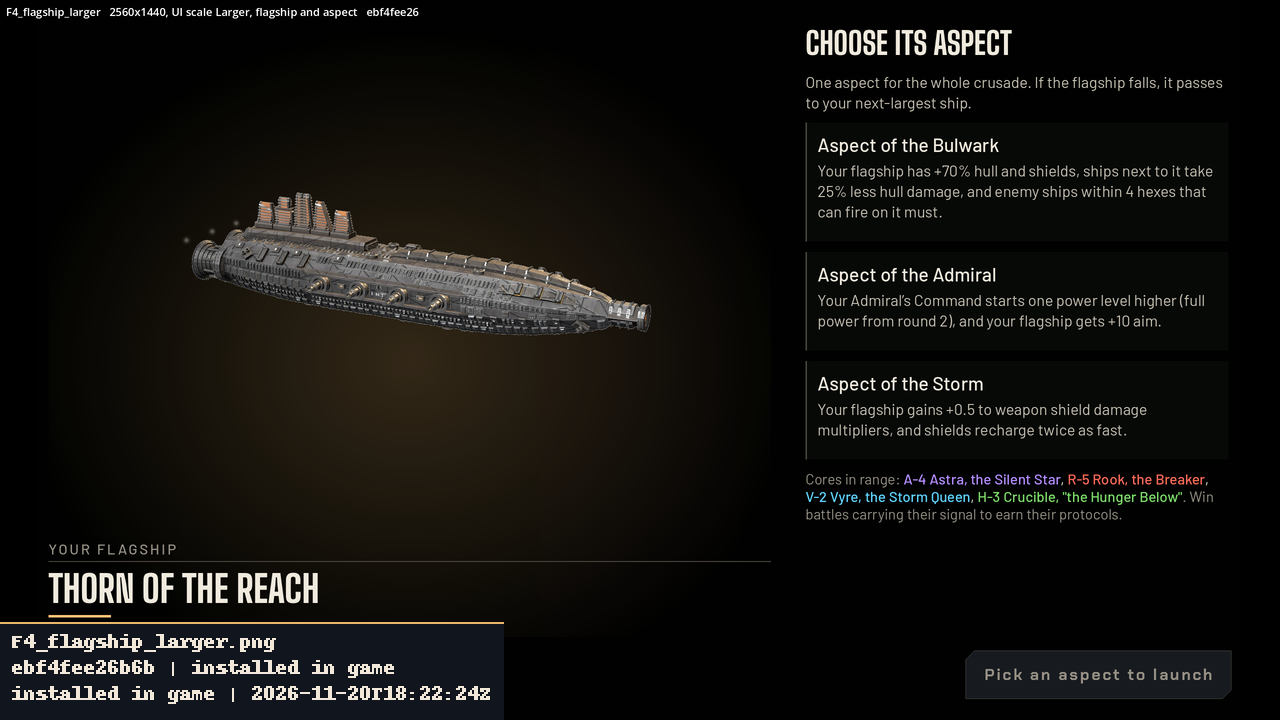 F4_flagship_larger 2560x1440, UI scale Larger, flagship and aspect ebf4fee26
CHOOSE ITS ASPECT
One aspect for the whole crusade. If the flagship falls, it passes
to your next-largest ship.
Aspect of the Bulwark
Your flagship has +70% hull and shields, ships next to it take
25% less hull damage, and enemy ships within 4 hexes that
can fire on it must.
Aspect of the Admiral
Your Admiral's Command starts one power level higher (full
power from round 2), and your flagship gets +10 aim.
Aspect of the Storm
Your flagship gains +0.5 to weapon shield damage
multipliers, and shields recharge twice as fast.
Cores in range: A-4 Astra, the Silent Star, R-5 Rook, the Breaker,
V-2 Vyre, the Storm Queen, H-3 Crucible, "the Hunger Below". Win
battles carrying their signal to earn their protocols.
YOUR FLAGSHIP
THORN OF THE REACH
F4_flagship_larger.png
ebf4fee26b6b | installed in game
installed in game | 2026-11-20T18:22:24Z
Pick an aspect to launch